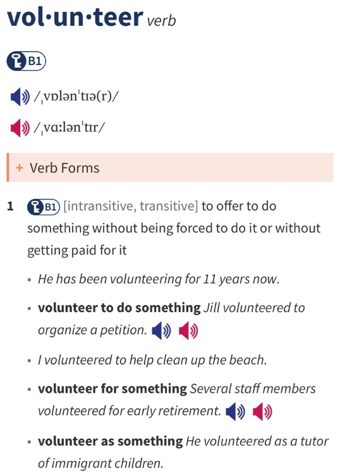 vol·un·teer verb
B1
/ˌvɒlənˈtɪə(r)/
/ˌvɑːlənˈtɪr/
+ Verb Forms
1 B1 [intransitive, transitive] to offer to do
something without being forced to do it or without
getting paid for it
• He has been volunteering for 11 years now.
• volunteer to do something Jill volunteered to
organize a petition.
• I volunteered to help clean up the beach.
• volunteer for something Several staff members
volunteered for early retirement.
• volunteer as something He volunteered as a tutor
of immigrant children.